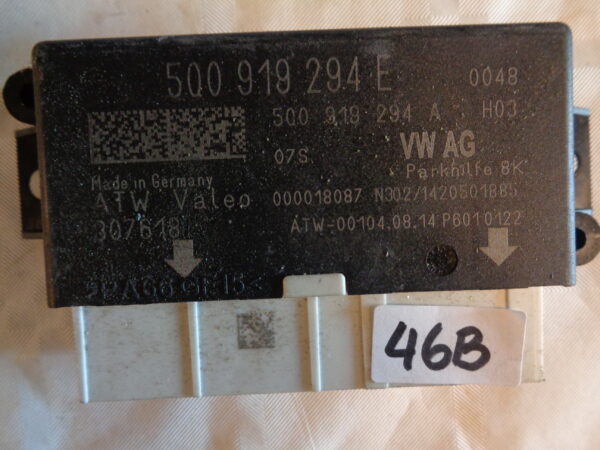 5Q0 919 294 E 0048
5Q0 919 294 A H03
07S VW AG
Parkhilfe 8K
Made in Germany
ATW Valeo 000018087 N302/1420501885
307618 ATW-00104.08.14 P6010122
46B